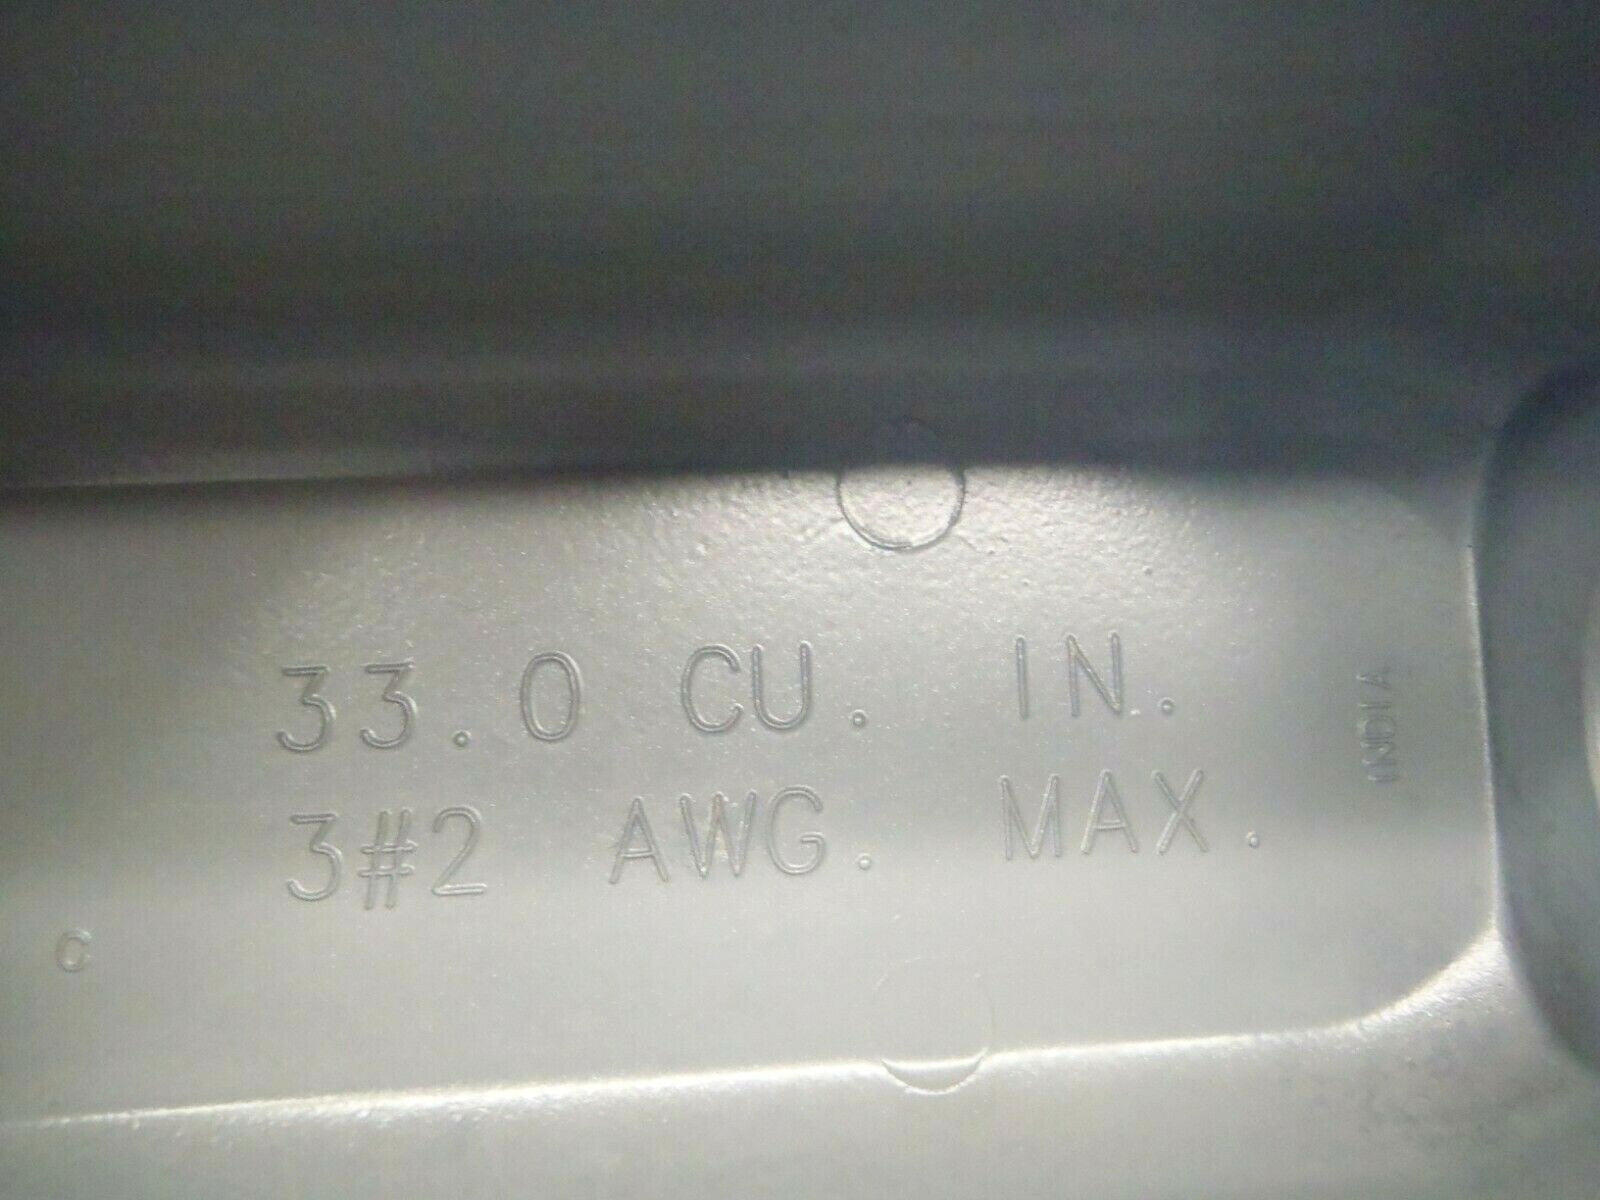 33.0 CU. IN.
3#2 AWG. MAX.
INDIA
C